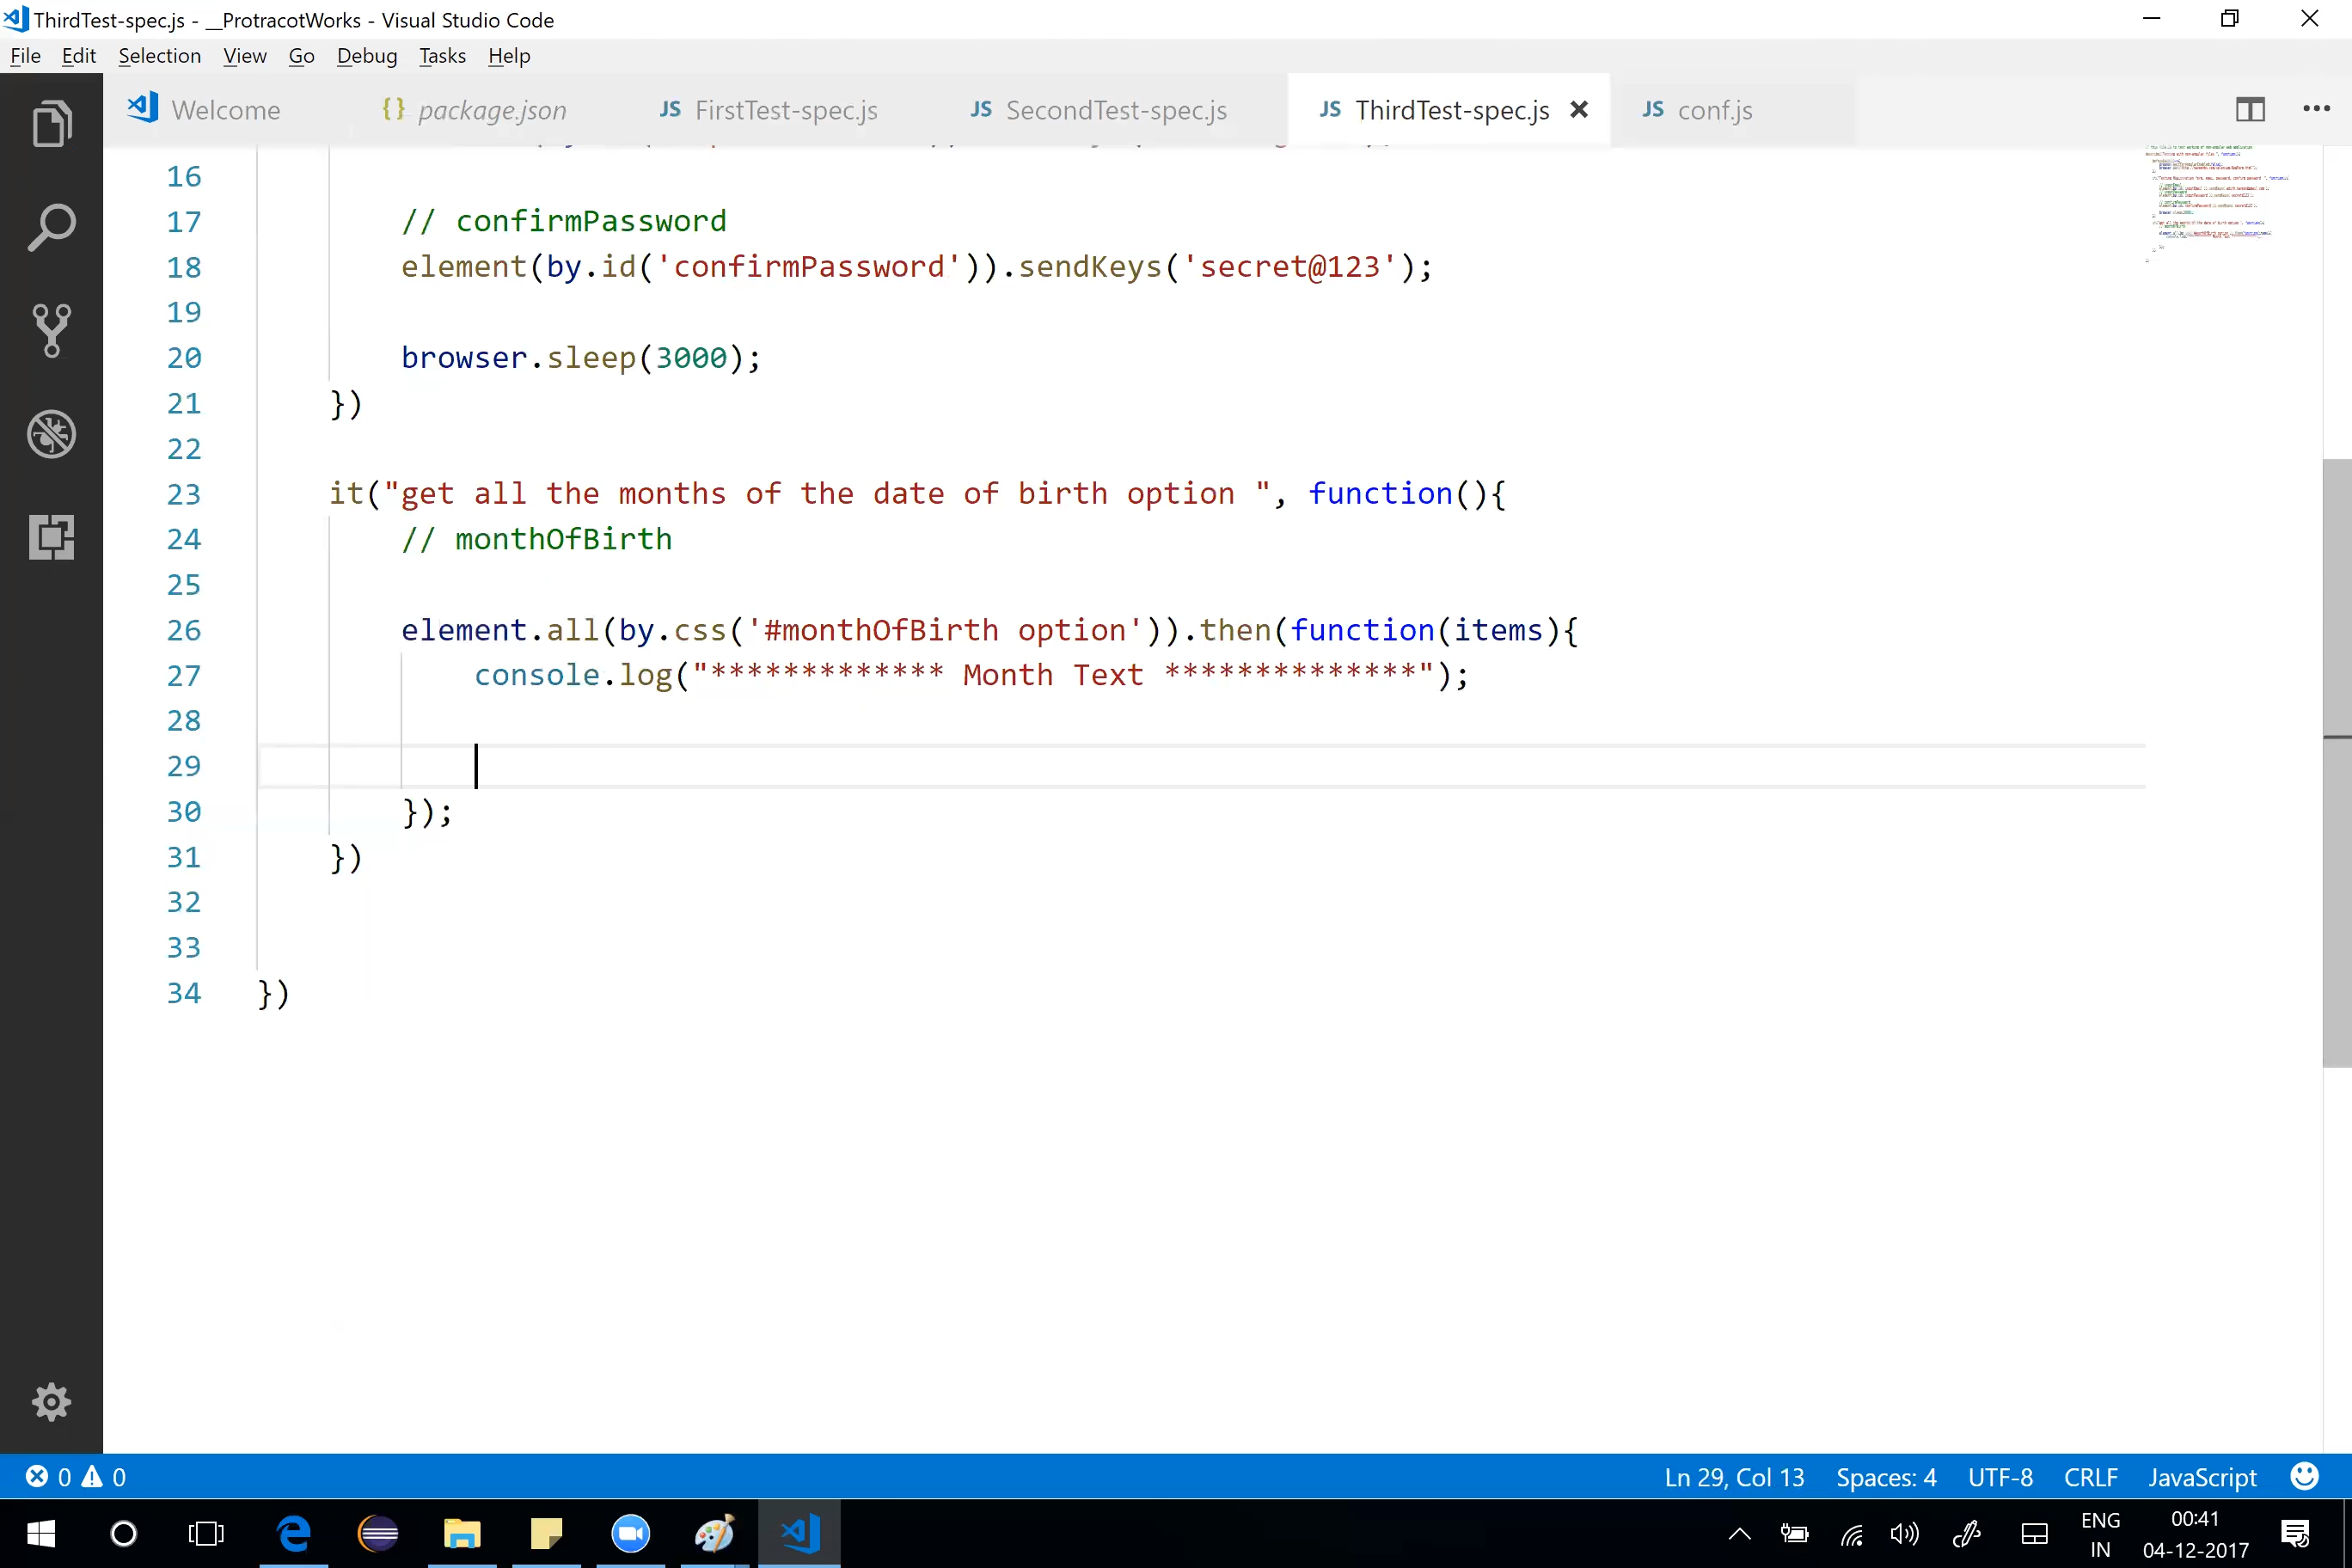 ThirdTest-spec.js - __ProtracotWorks - Visual Studio Code
File Edit Selection View Go Debug Tasks Help
Welcome {} package.json JS FirstTest-spec.js JS SecondTest-spec.js JS ThirdTest-spec.js JS conf.js
16
17 // confirmPassword
18 element(by.id('confirmPassword')).sendKeys('secret@123');
19
20 browser.sleep(3000);
21 })
22
23 it("get all the months of the date of birth option ", function(){
24 // monthOfBirth
25
26 element.all(by.css('#monthOfBirth option')).then(function(items){
27 console.log("************* Month Text **************");
28
29
30 });
31 })
32
33
34 })
0 0 Ln 29, Col 13 Spaces: 4 UTF-8 CRLF JavaScript
ENG 00:41
IN 04-12-2017